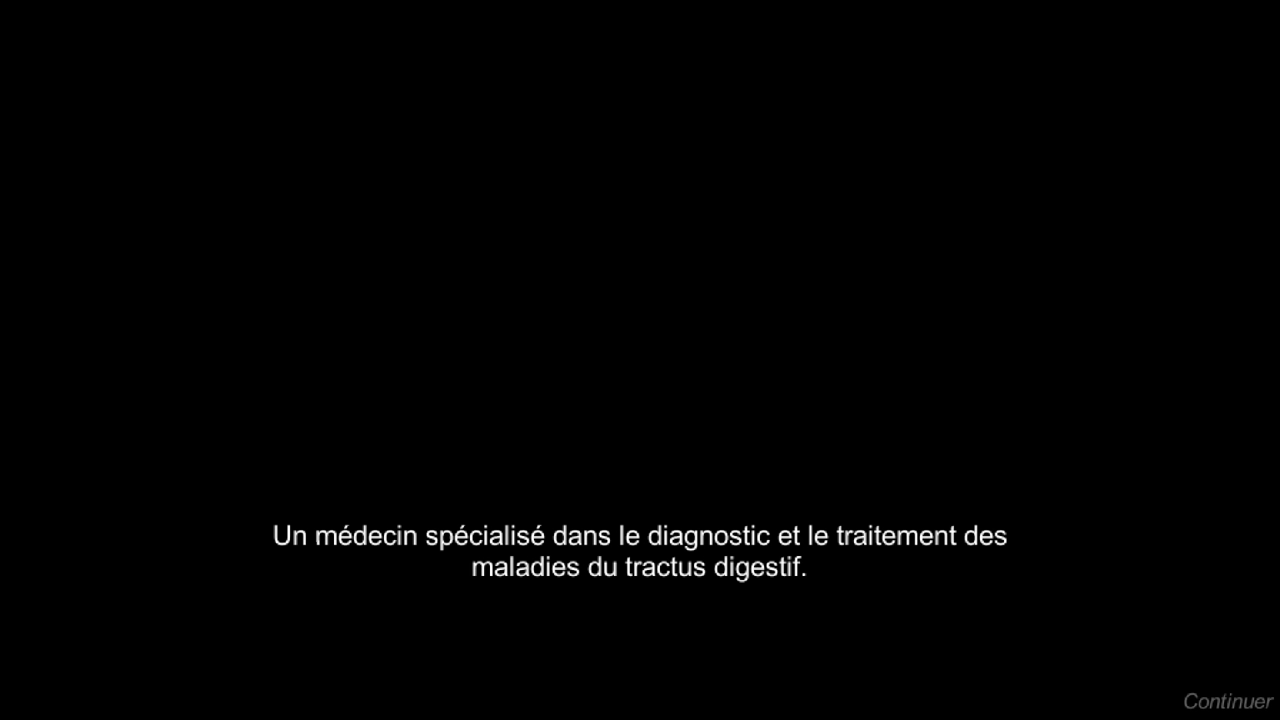 Un médecin spécialisé dans le diagnostic et le traitement des
maladies du tractus digestif.
Continuer